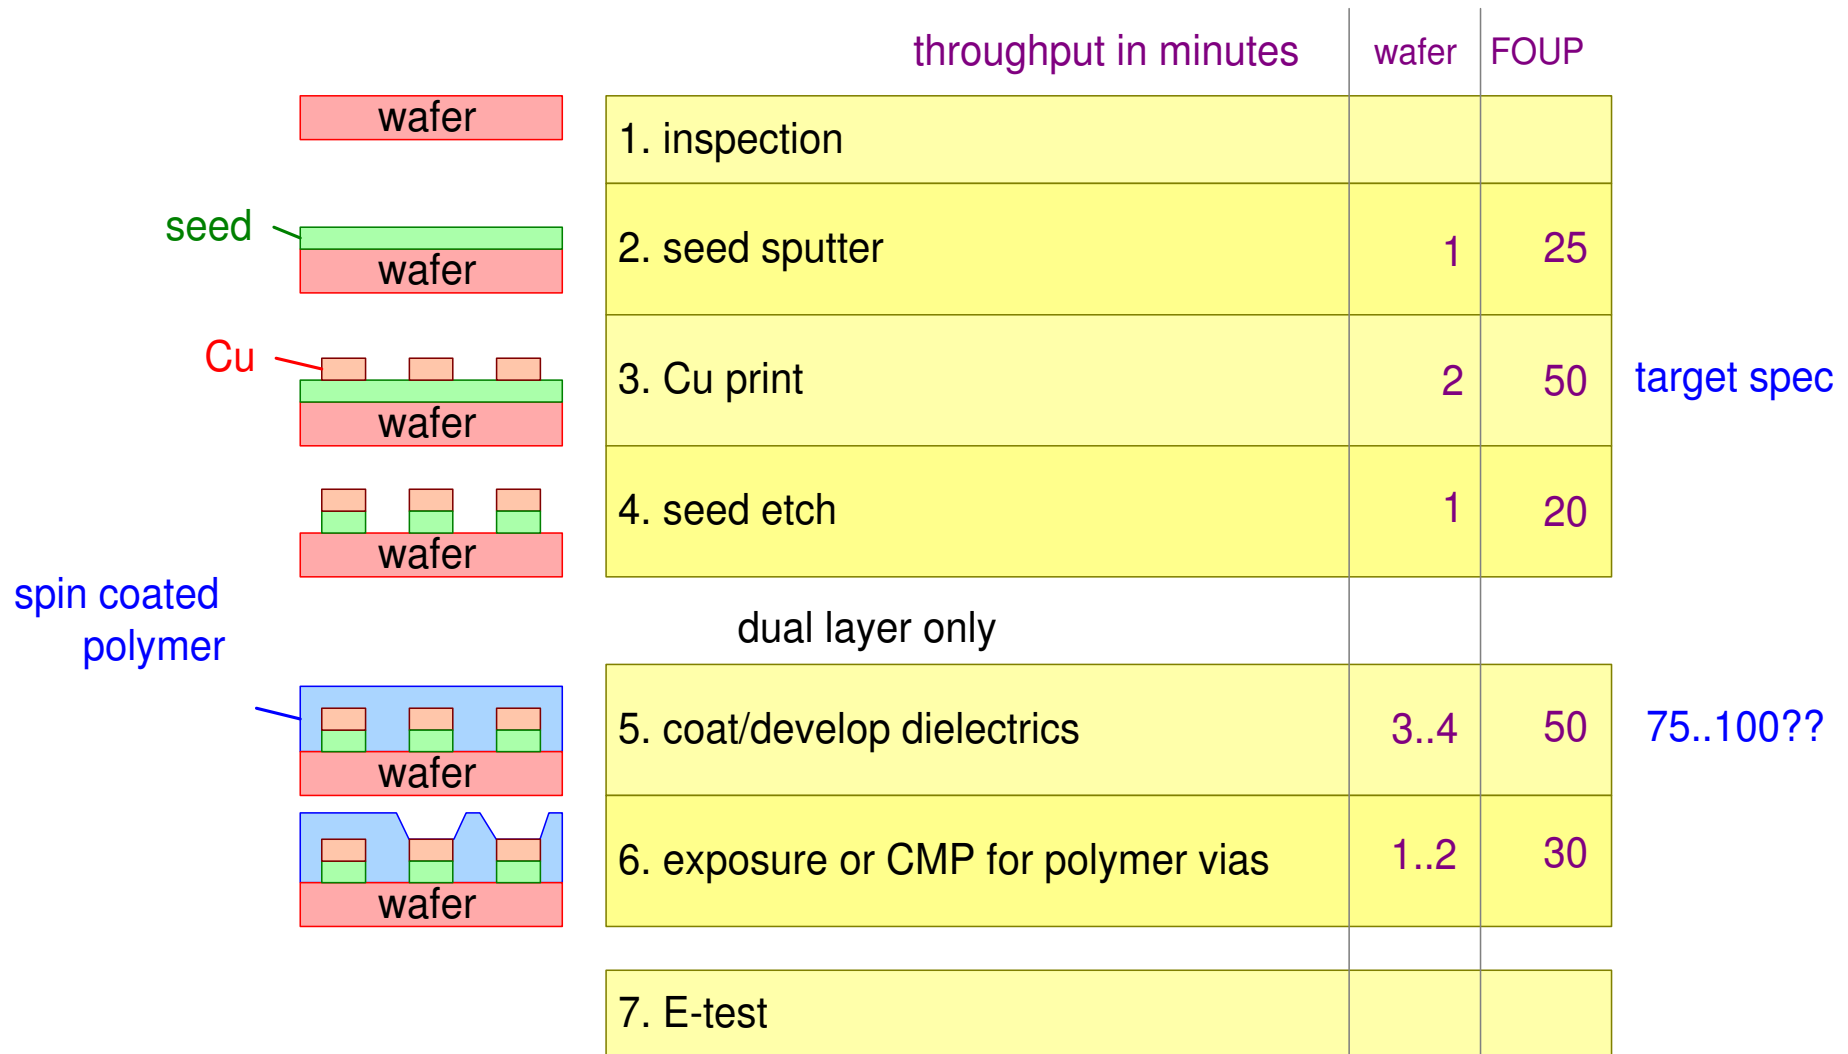 throughput in minutes wafer FOUP
wafer
1. inspection
seed
wafer
2. seed sputter 1 25
Cu
wafer
3. Cu print 2 50 target spec
wafer
4. seed etch 1 20
spin coated
polymer
dual layer only
wafer
5. coat/develop dielectrics 3..4 50 75..100??
wafer
6. exposure or CMP for polymer vias 1..2 30
7. E-test